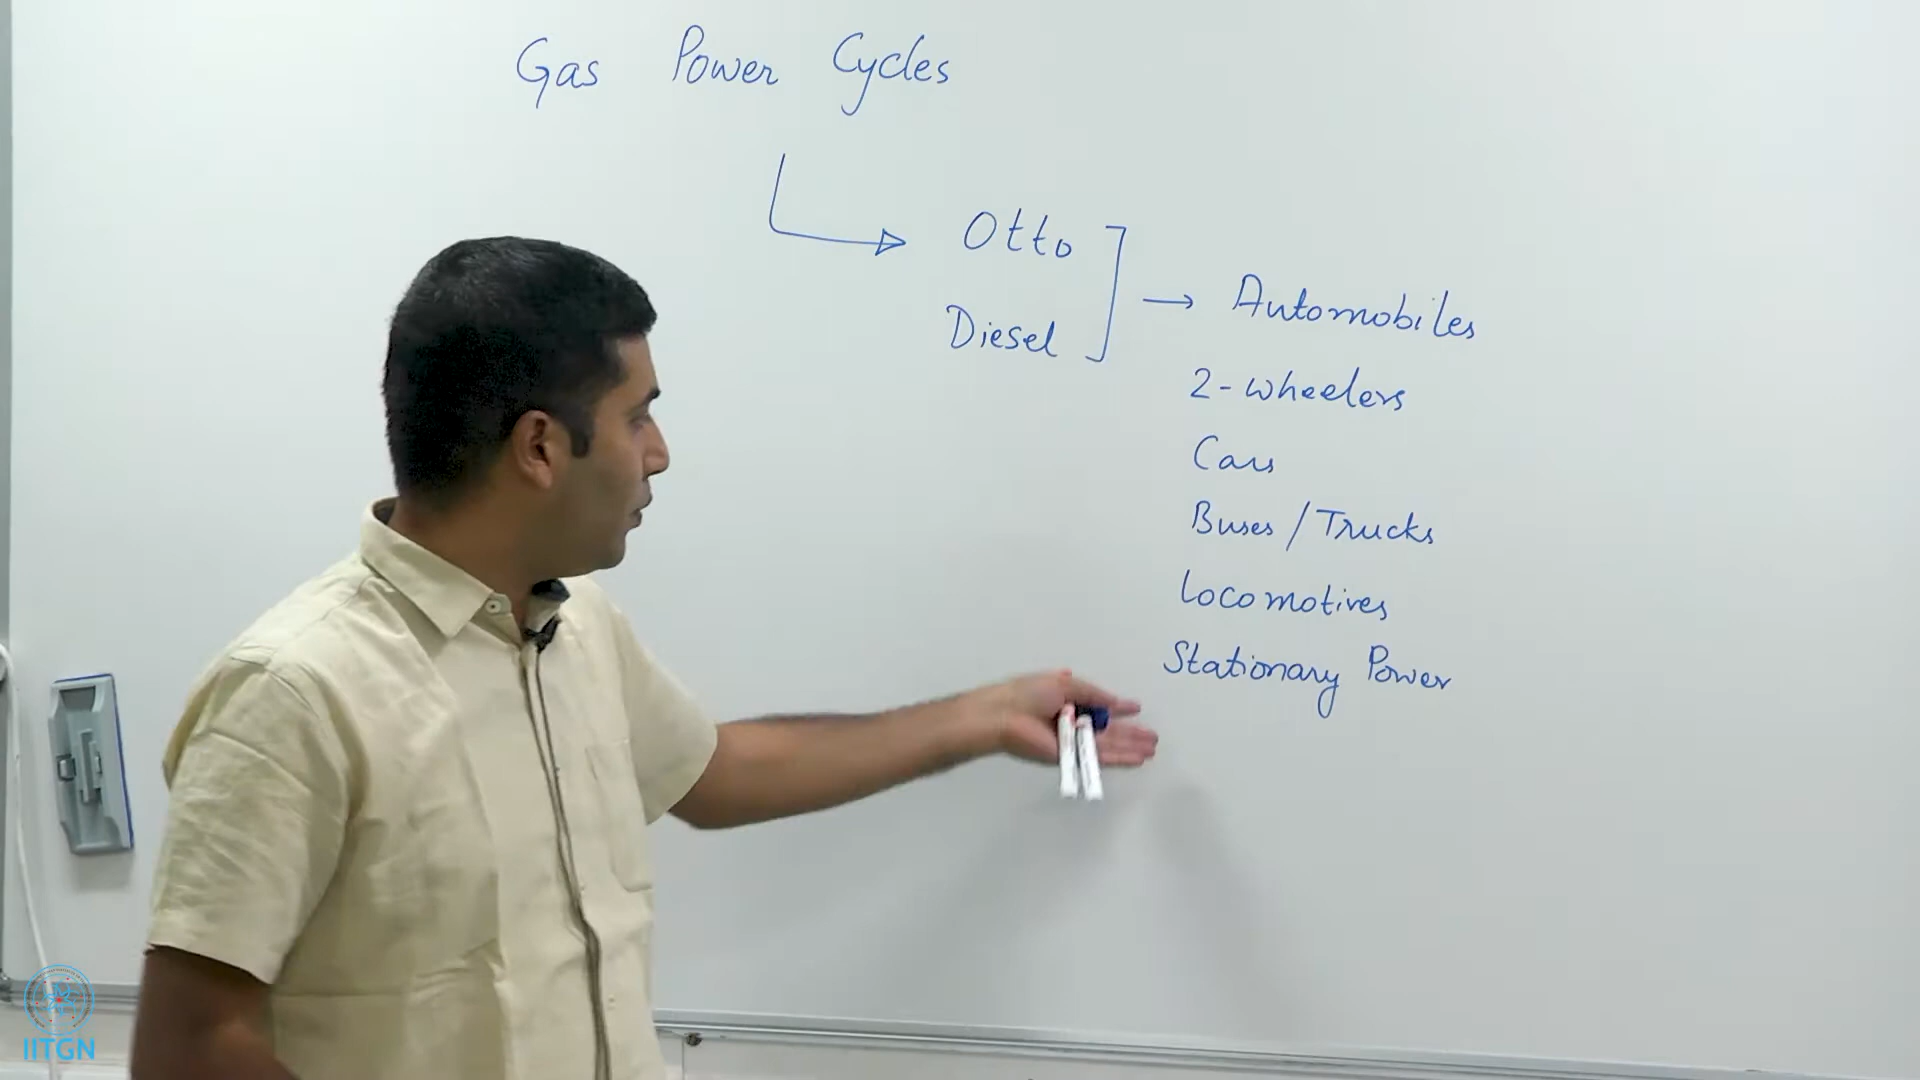 Gas Power Cycles
Otto
Diesel
→ Automobiles
2-wheelers
Cars
Buses / Trucks
Locomotives
Stationary Power
IITGN